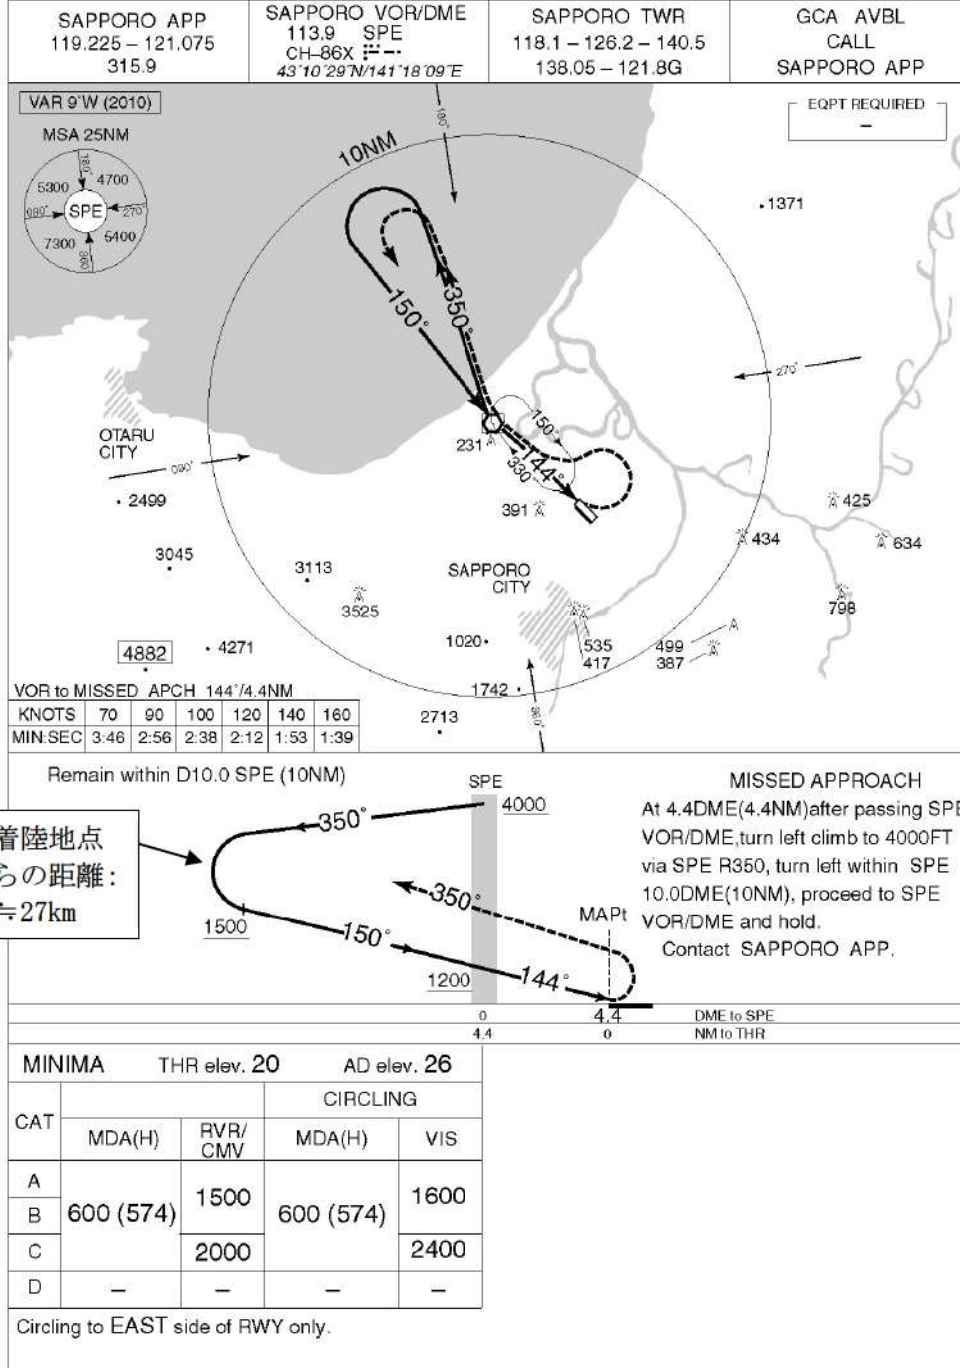 SAPPORO APP
119.225 – 121.075
315.9
SAPPORO VOR/DME
113.9 SPE
CH–86X
43°10'29"N/141°18'09"E
SAPPORO TWR
118.1 – 126.2 – 140.5
138.05 – 121.8G
GCA AVBL
CALL
SAPPORO APP
VAR 9°W (2010)
MSA 25NM
180°
5300
4700
090°
SPE
270°
7300
5400
360°
EQPT REQUIRED
–
10NM
180°
1371
150°
350°
270°
OTARU
CITY
090°
2499
231
150°
330°
144°
391
425
434
634
3045
3113
3525
SAPPORO
CITY
798
4882
4271
1020
535
417
499
387
1742
360°
2713
VOR to MISSED APCH 144°/4.4NM
KNOTS 70 90 100 120 140 160
MIN:SEC 3:46 2:56 2:38 2:12 1:53 1:39
Remain within D10.0 SPE (10NM)
SPE
4000
350°
着陸地点
らの距離：
≒27km
1500
150°
350°
1200
144°
MAPt
MISSED APPROACH
At 4.4DME(4.4NM)after passing SPE
VOR/DME,turn left climb to 4000FT
via SPE R350, turn left within SPE
10.0DME(10NM), proceed to SPE
VOR/DME and hold.
Contact SAPPORO APP.
0 4.4 DME to SPE
4.4 0 NM to THR
MINIMA THR elev. 20 AD elev. 26
CAT
CIRCLING
MDA(H) RVR/CMV MDA(H) VIS
A
B
600 (574) 1500 600 (574) 1600
C 2000 2400
D – – – –
Circling to EAST side of RWY only.